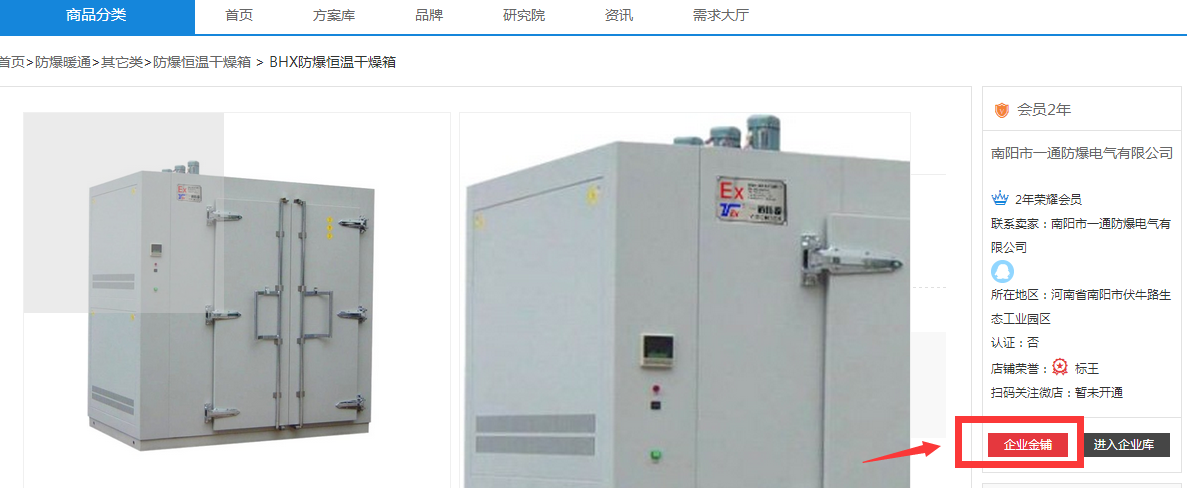 商品分类 首页 方案库 品牌 研究院 资讯 需求大厅
首页>防爆暖通>其它类>防爆恒温干燥箱 > BHX防爆恒温干燥箱
Ex
Ex
Ex
会员2年
南阳市一通防爆电气有限公司
2年荣耀会员
联系卖家：南阳市一通防爆电气有
限公司
所在地区：河南省南阳市伏牛路生
态工业园区
认证：否
店铺荣誉： 标王
扫码关注微店：暂未开通
企业金铺 进入企业库